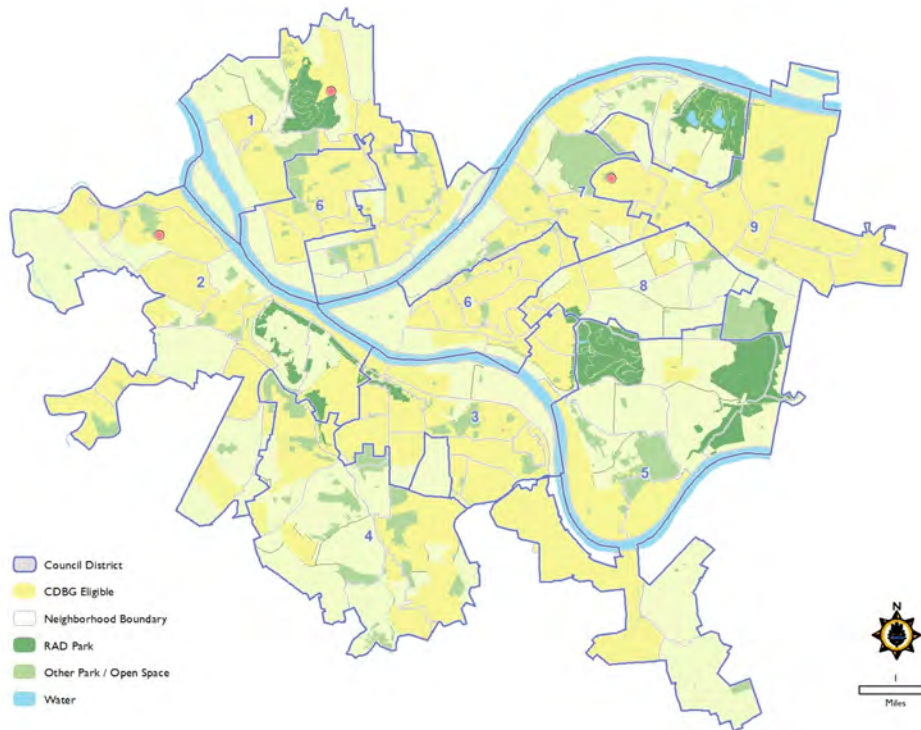 1
6
7
9
2
6
8
3
5
4
Council District
CDBG Eligible
Neighborhood Boundary
RAD Park
Other Park / Open Space
Water
N
1
Miles